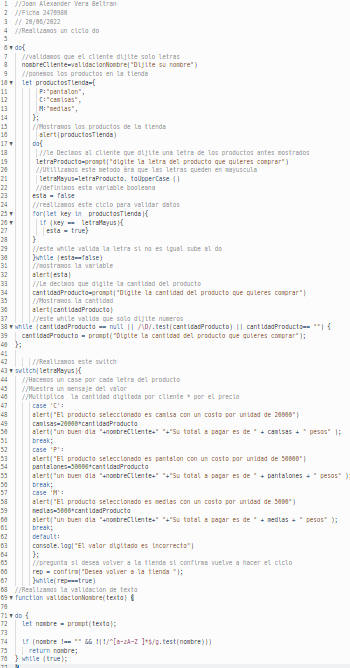 1 //Joan Alexander Vera Beltran
2 //Ficha 2470980
3 // 20/06/2022
4 //Realizamos un ciclo do
5
6 do{
7 //validamos que el cliente dijite solo letras
8 nombreCliente=validacionNombre("Dijite su nombre")
9 //ponemos los productos en la tienda
10 let productosTienda={
11 P:"pantalon",
12 C:"camisas",
13 M:"medias",
14 };
15 //Mostramos los productos de la tienda
16 alert(productosTienda)
17 do{
18 //le Decimos al cliente que dijite una letra de los productos antes mostrados
19 letraProducto=prompt("digite la letra del producto que quieres comprar")
20 //Utilizamos este metodo ára que las letras queden en mayuscula
21 letraMayus=letraProducto. toUpperCase ()
22 //definimos esta variable booleana
23 esta = false
24 //realizamos este ciclo para validar datos
25 for(let key in productosTienda){
26 if (key == letraMayus){
27 esta = true}
28 }
29 //este while valida la letra si no es igual sube al do
30 }while (esta==false)
31 //mostramos la variable
32 alert(esta)
33 //Le decimos que digite la cantidad del producto
34 cantidadProducto=prompt("Digite la cantidad del producto que quieres comprar")
35 //Mostramos la cantidad
36 alert(cantidadProducto)
37 //este while valida que solo dijite numeros
38 while (cantidadProducto == null || /\D/.test(cantidadProducto) || cantidadProducto== "") {
39 cantidadProducto = prompt("Digite la cantidad del producto que quieres comprar");
40 };
41
42 //Realizamos este switch
43 switch(letraMayus){
44 //Hacemos un case por cada letra del producto
45 //Muestra un mensaje del valor
46 //Multiplica la cantidad digitada por cliente * por el precio
47 case 'C':
48 alert("El producto seleccionado es camisa con un costo por unidad de 20000")
49 camisas=20000*cantidadProducto
50 alert("un buen dia "+nombreCliente+" "+"Su total a pagar es de " + camisas + " pesos" );
51 break;
52 case 'P':
53 alert("El producto seleccionado es pantalon con un costo por unidad de 50000")
54 pantalones=50000*cantidadProducto
55 alert("un buen dia "+nombreCliente+" "+"Su total a pagar es de " + pantalones + " pesos" );
56 break;
57 case 'M':
58 alert("El producto seleccionado es medias con un costo por unidad de 5000")
59 medias=5000*cantidadProducto
60 alert("un buen dia "+nombreCliente+" "+"Su total a pagar es de " + medias + " pesos" );
61 break;
62 default:
63 console.log("El valor digitado es incorrecto")
64 };
65 //pregunta si desea volver a la tienda si confirma vuelve a hacer el ciclo
66 rep = confirm("Desea volver a la tienda ");
67 }while(rep===true)
68 //Realizamos la validacion de texto
69 function validacionNombre(texto) {
70
71 do {
72 let nombre = prompt(texto);
73
74 if (nombre !== "" && !(!/^[a-zA-Z ]*$/g.test(nombre)))
75 return nombre;
76 } while (true);
77 }